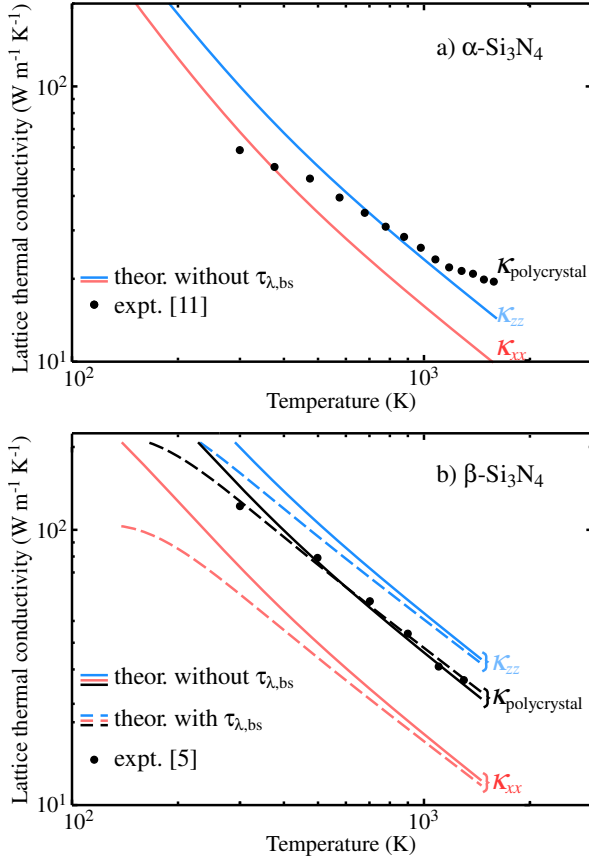 Lattice thermal conductivity (W m⁻¹ K⁻¹)
10²
a) α-Si₃N₄
theor. without τλ,bs
expt. [11]
κpolycrystal
κzz
κxx
10¹
10²
10³
Temperature (K)
Lattice thermal conductivity (W m⁻¹ K⁻¹)
b) β-Si₃N₄
10²
theor. without τλ,bs
theor. with τλ,bs
expt. [5]
κzz
κpolycrystal
κxx
10¹
10²
10³
Temperature (K)